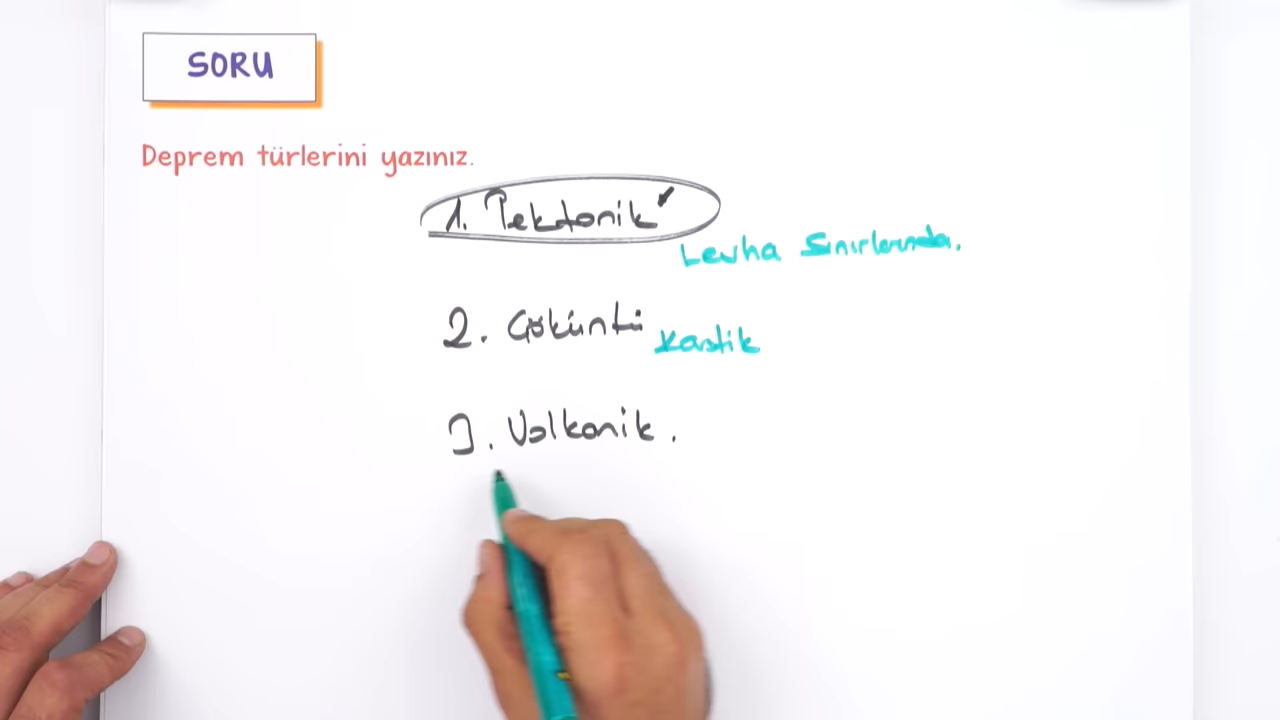 SORU
Deprem türlerini yazınız.
1. Tektonik
Levha Sınırlarında.
2. Çöküntü Karstik
3. Volkanik.